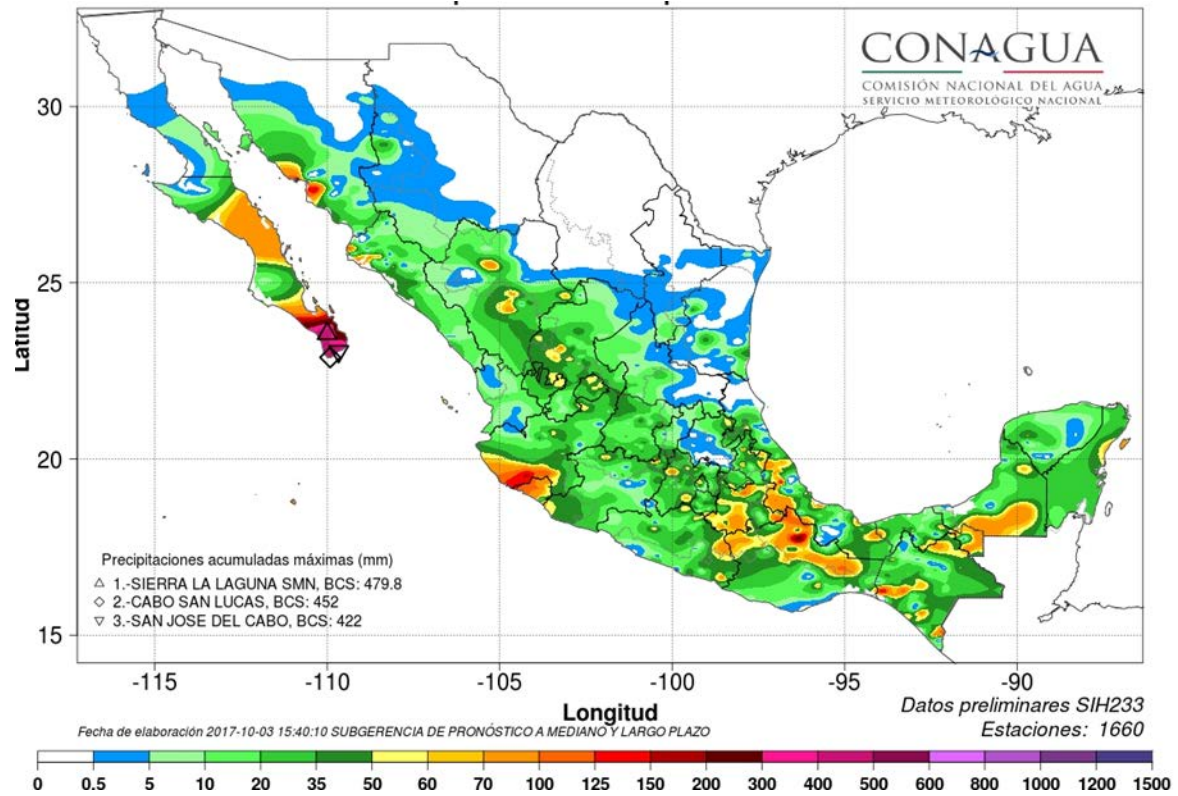 CONAGUA
COMISIÓN NACIONAL DEL AGUA
SERVICIO METEOROLÓGICO NACIONAL
30
25
20
15
Latitud
Precipitaciones acumuladas máximas (mm)
1.-SIERRA LA LAGUNA SMN, BCS: 479.8
2.-CABO SAN LUCAS, BCS: 452
3.-SAN JOSE DEL CABO, BCS: 422
-115 -110 -105 -100 -95 -90
Longitud
Datos preliminares SIH233
Estaciones: 1660
Fecha de elaboración 2017-10-03 15:40:10 SUBGERENCIA DE PRONÓSTICO A MEDIANO Y LARGO PLAZO
0 0.5 5 10 20 35 50 60 70 100 125 150 200 300 400 500 600 800 1000 1200 1500